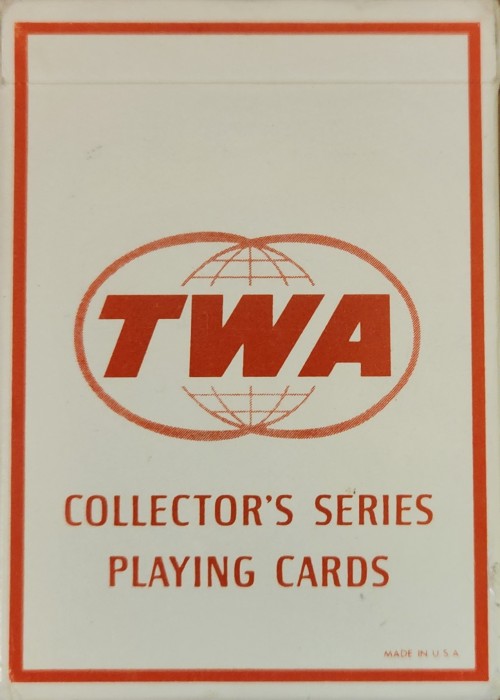 TWA
COLLECTOR'S SERIES
PLAYING CARDS
MADE IN U.S.A.